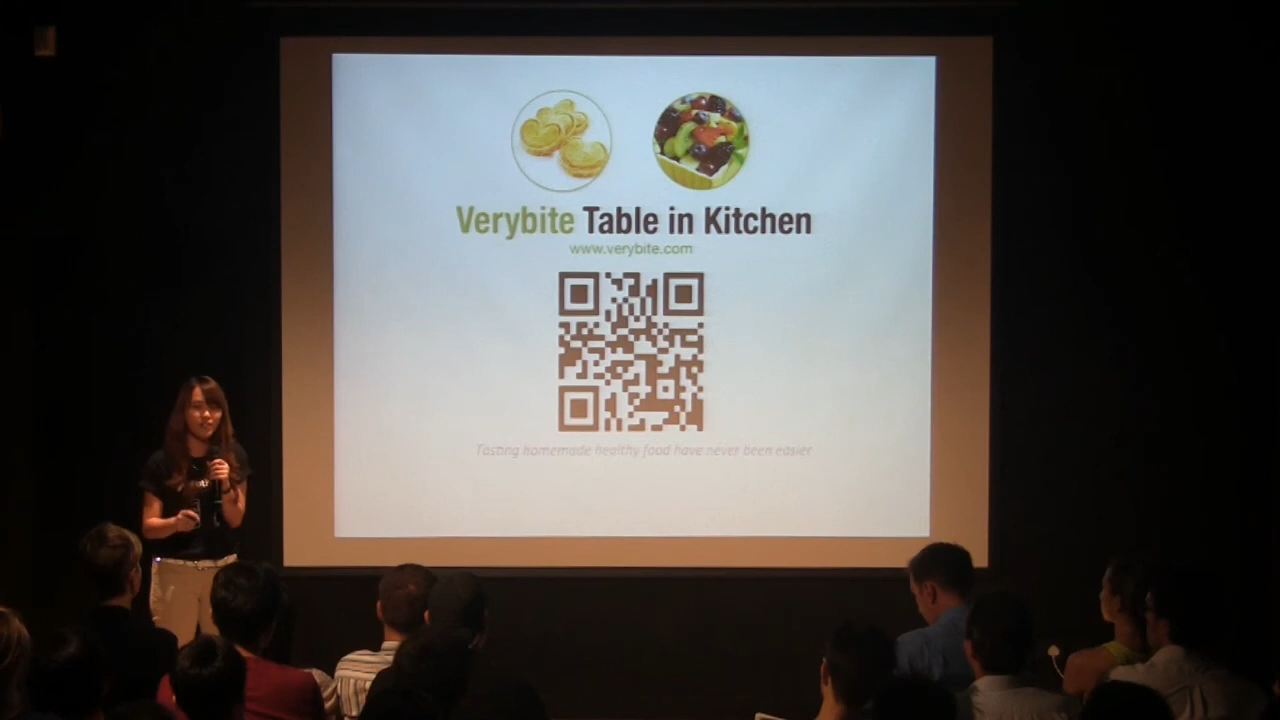 Verybite Table in Kitchen
www.verybite.com
Tasting homemade healthy food have never been easier